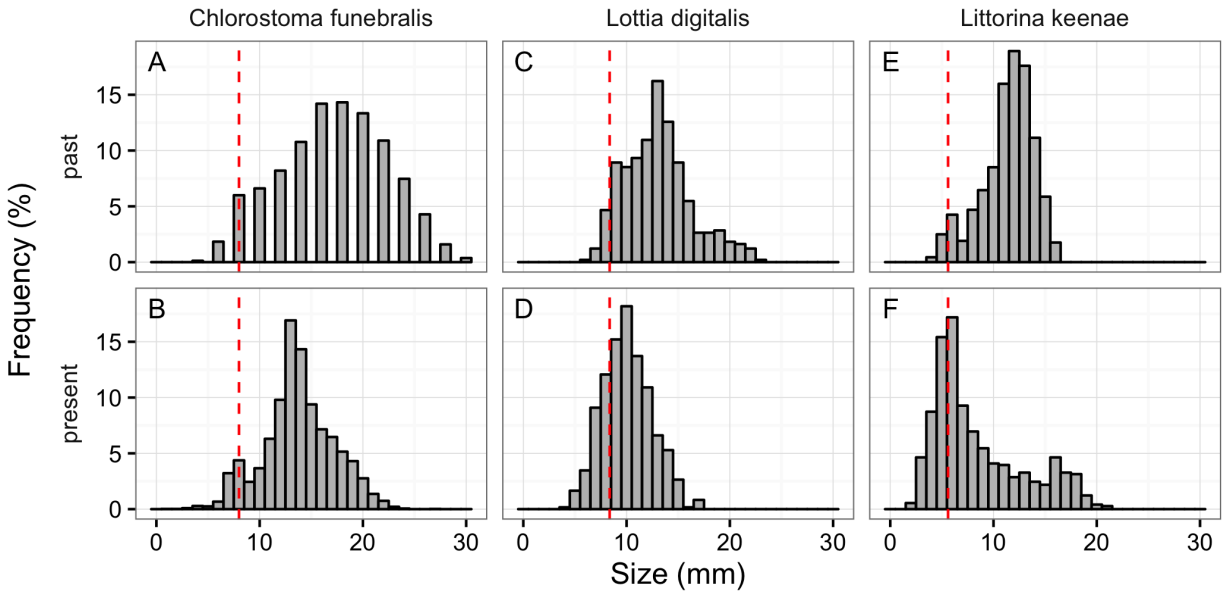 Chlorostoma funebralis Lottia digitalis Littorina keenae
A C E
15
10
5
0
past
B D F
15
10
5
0
present
Frequency (%)
0 10 20 30 0 10 20 30 0 10 20 30
Size (mm)